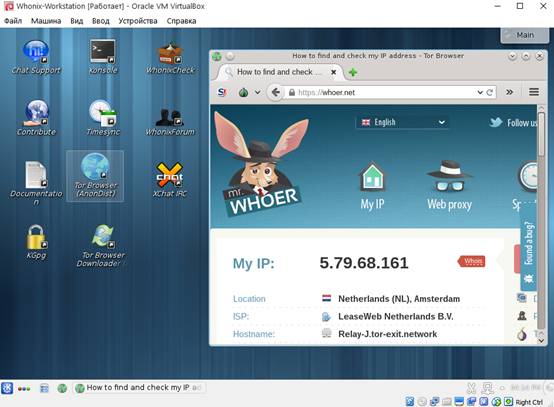 Whonix-Workstation [Работает] - Oracle VM VirtualBox
Файл Машина Вид Ввод Устройства Справка
Main
Chat Support
Konsole
WhonixCheck
Contribute
Timesync
WhonixForum
Documentatio
n
Tor Browser
(AnonDist)
XChat IRC
KGpg
Tor Browser
Downloader
How to find and check my IP address - Tor Browser
How to find and check ...
https://whoer.net
English
Follow us
mr.
WHOER
My IP
Web proxy
Found a bug?
My IP:
5.79.68.161
Whois
Location
Netherlands (NL), Amsterdam
ISP:
LeaseWeb Netherlands B.V.
Hostname:
Relay-J.tor-exit.network
How to find and check my IP ad
Right Ctrl